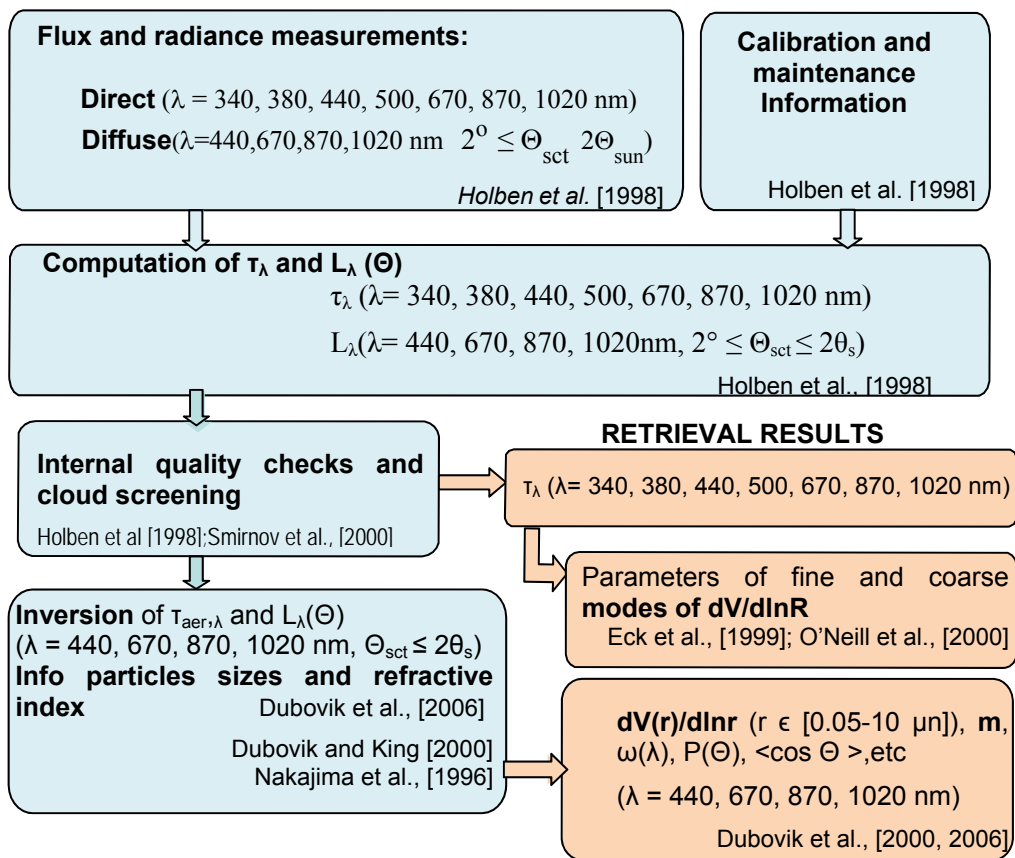 Flux and radiance measurements:
Direct (λ = 340, 380, 440, 500, 670, 870, 1020 nm)
Diffuse(λ=440,670,870,1020 nm 2° ≤ Θsct 2Θsun)
Holben et al. [1998]
Calibration and
maintenance
Information
Holben et al. [1998]
Computation of τλ and Lλ (Θ)
τλ (λ= 340, 380, 440, 500, 670, 870, 1020 nm)
Lλ(λ= 440, 670, 870, 1020nm, 2° ≤ Θsct ≤ 2θs)
Holben et al., [1998]
Internal quality checks and
cloud screening
Holben et al [1998];Smirnov et al., [2000]
RETRIEVAL RESULTS
τλ (λ= 340, 380, 440, 500, 670, 870, 1020 nm)
Parameters of fine and coarse
modes of dV/dlnR
Eck et al., [1999]; O'Neill et al., [2000]
Inversion of τaer,λ and Lλ(Θ)
(λ = 440, 670, 870, 1020 nm, Θsct ≤ 2θs)
Info particles sizes and refractive
index Dubovik et al., [2006]
Dubovik and King [2000]
Nakajima et al., [1996]
dV(r)/dlnr (r ϵ [0.05-10 µn]), m,
ω(λ), P(Θ), <cos Θ >,etc
(λ = 440, 670, 870, 1020 nm)
Dubovik et al., [2000, 2006]